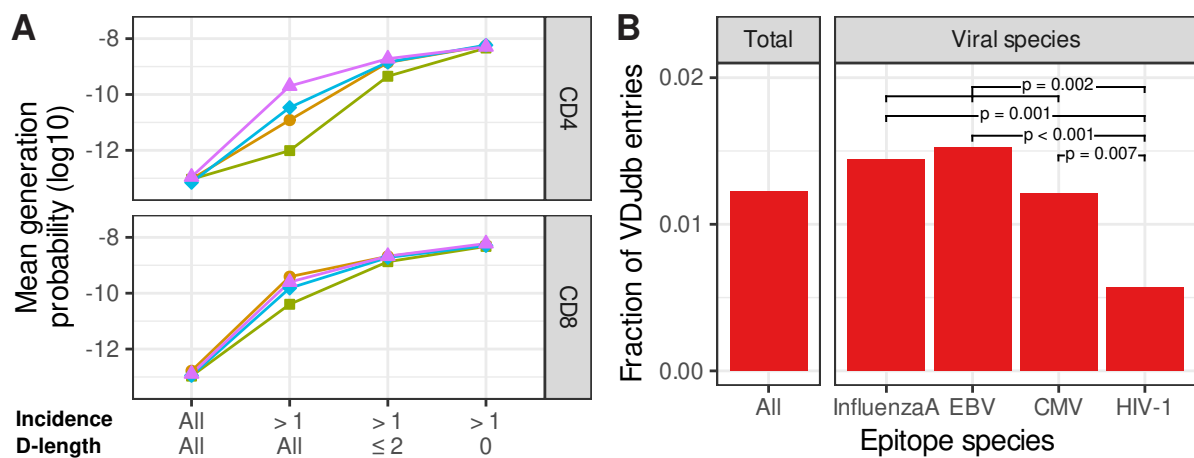 A
Mean generation
probability (log10)
-8
-10
-12
CD4
-8
-10
-12
CD8
Incidence All > 1 > 1 > 1
D-length All All ≤ 2 0
B
Total Viral species
Fraction of VDJdb entries
0.02
0.01
0.00
p = 0.002
p = 0.001
p < 0.001
p = 0.007
All InfluenzaA EBV CMV HIV-1
Epitope species